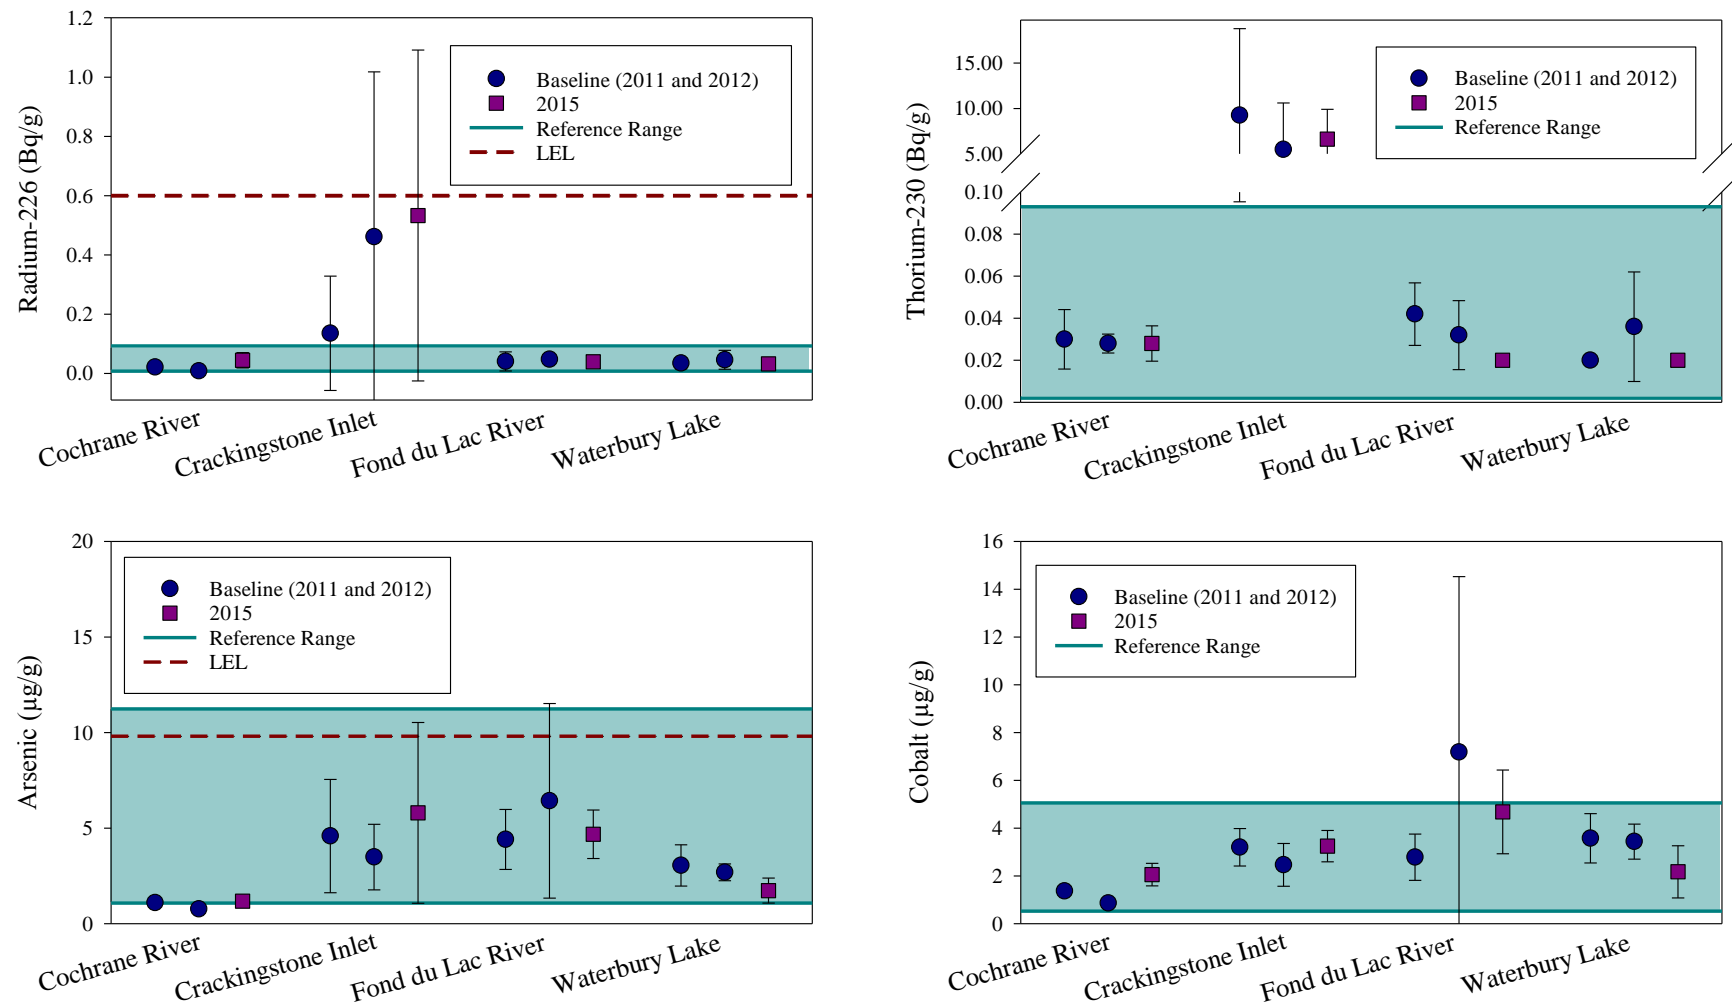 Radium-226 (Bq/g)
1.2
1.0
0.8
0.6
0.4
0.2
0.0
Baseline (2011 and 2012)
2015
Reference Range
LEL
Cochrane River
Crackingstone Inlet
Fond du Lac River
Waterbury Lake
Thorium-230 (Bq/g)
15.00
10.00
5.00
0.10
0.08
0.06
0.04
0.02
0.00
Baseline (2011 and 2012)
2015
Reference Range
Cochrane River
Crackingstone Inlet
Fond du Lac River
Waterbury Lake
Arsenic (µg/g)
20
15
10
5
0
Baseline (2011 and 2012)
2015
Reference Range
LEL
Cochrane River
Crackingstone Inlet
Fond du Lac River
Waterbury Lake
Cobalt (µg/g)
16
14
12
10
8
6
4
2
0
Baseline (2011 and 2012)
2015
Reference Range
Cochrane River
Crackingstone Inlet
Fond du Lac River
Waterbury Lake